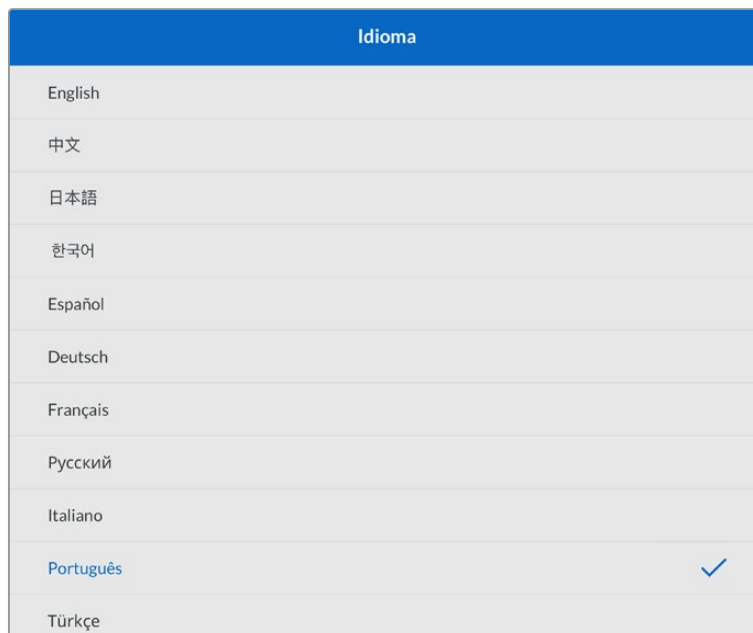 Idioma
English
中文
日本語
한국어
Español
Deutsch
Français
Русский
Italiano
Português
Türkçe